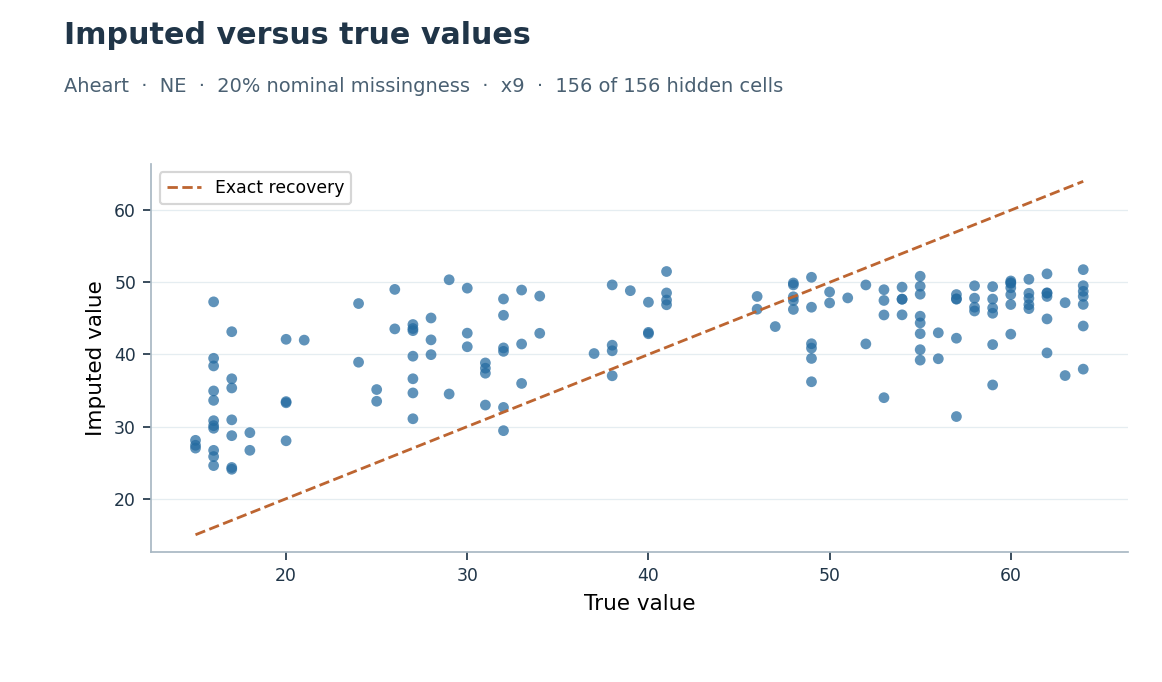 Imputed versus true values
Aheart · NE · 20% nominal missingness · x9 · 156 of 156 hidden cells
Exact recovery
60
50
40
30
20
Imputed value
20 30 40 50 60
True value